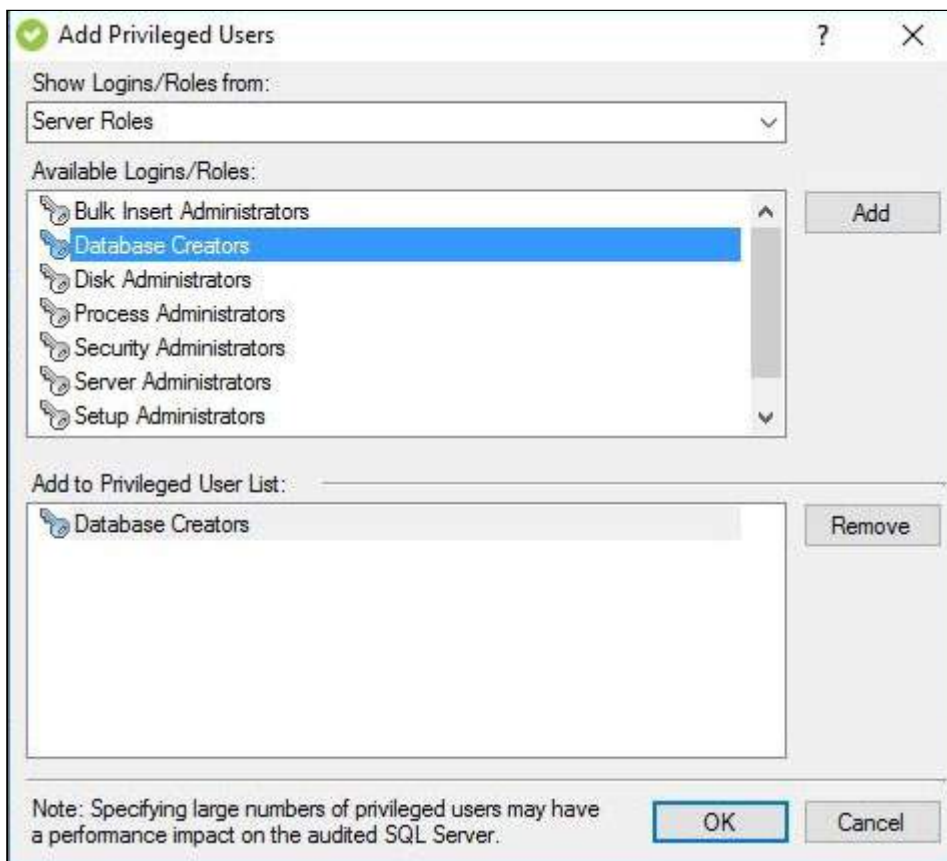 Add Privileged Users
?
Show Logins/Roles from:
Server Roles
Available Logins/Roles:
Bulk Insert Administrators
Add
Database Creators
Disk Administrators
Process Administrators
Security Administrators
Server Administrators
Setup Administrators
Add to Privileged User List:
Database Creators
Remove
Note: Specifying large numbers of privileged users may have
a performance impact on the audited SQL Server.
OK
Cancel